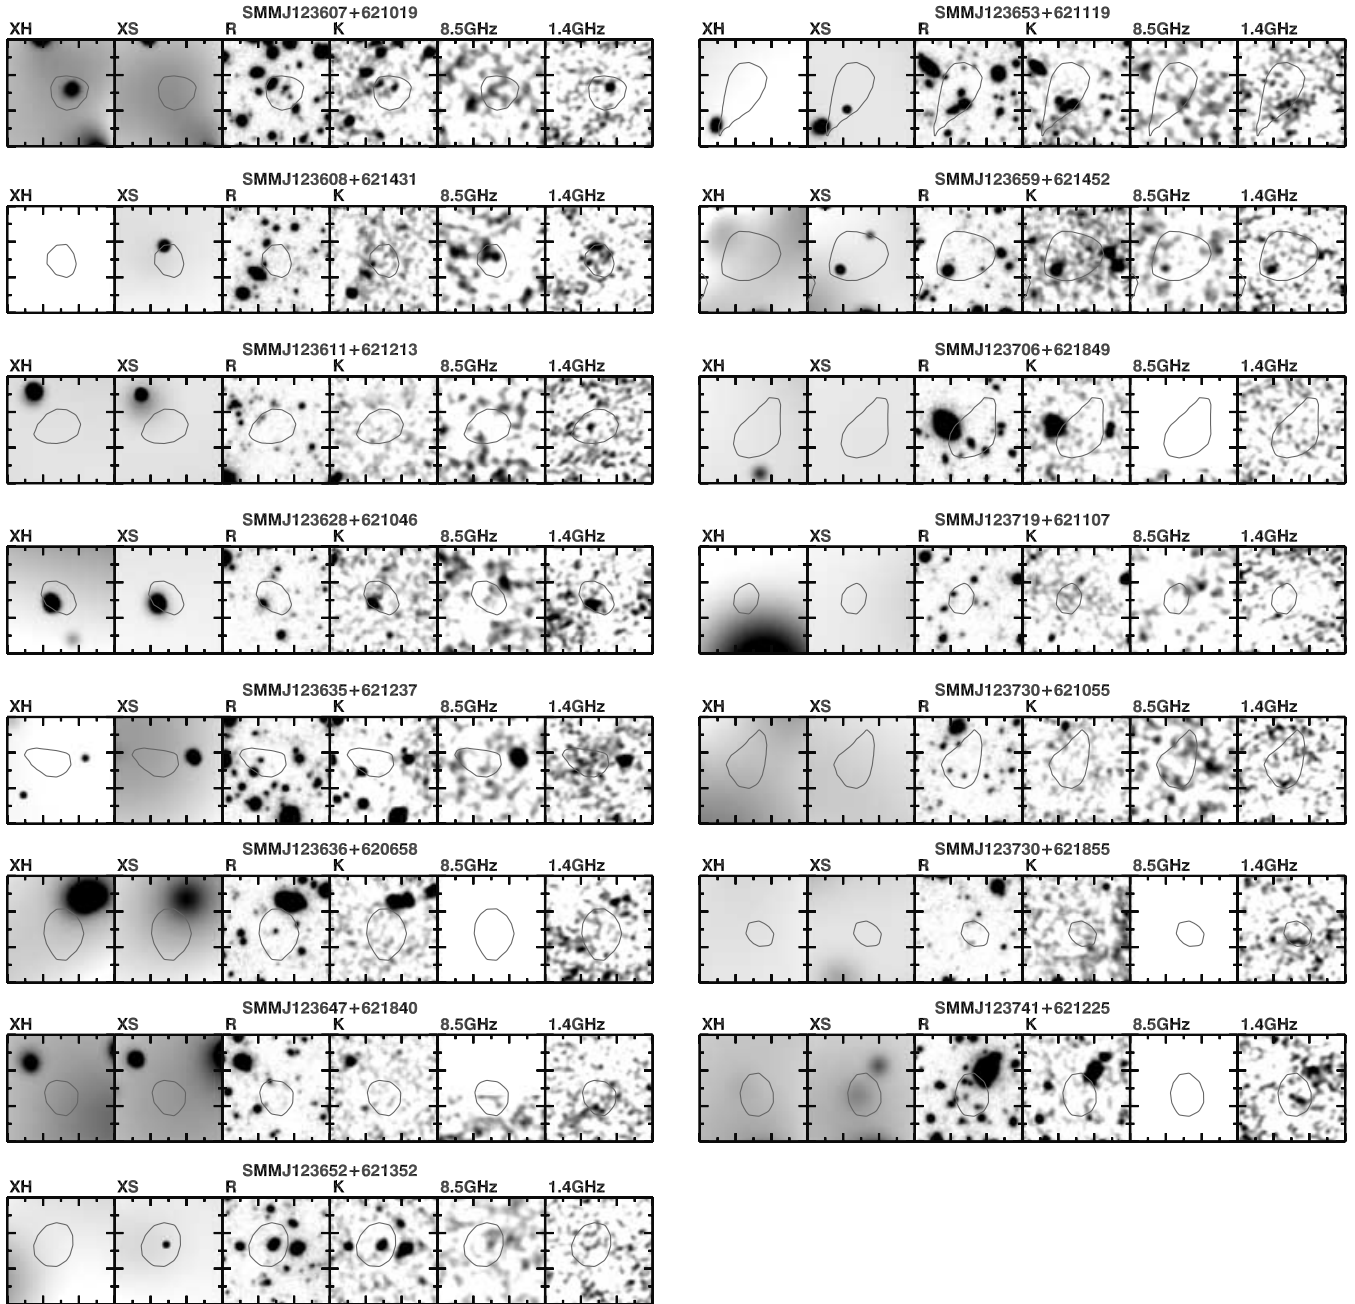 SMMJ123607+621019
XH XS R K 8.5GHz 1.4GHz
SMMJ123653+621119
XH XS R K 8.5GHz 1.4GHz
SMMJ123608+621431
XH XS R K 8.5GHz 1.4GHz
SMMJ123659+621452
XH XS R K 8.5GHz 1.4GHz
SMMJ123611+621213
XH XS R K 8.5GHz 1.4GHz
SMMJ123706+621849
XH XS R K 8.5GHz 1.4GHz
SMMJ123628+621046
XH XS R K 8.5GHz 1.4GHz
SMMJ123719+621107
XH XS R K 8.5GHz 1.4GHz
SMMJ123635+621237
XH XS R K 8.5GHz 1.4GHz
SMMJ123730+621055
XH XS R K 8.5GHz 1.4GHz
SMMJ123636+620658
XH XS R K 8.5GHz 1.4GHz
SMMJ123730+621855
XH XS R K 8.5GHz 1.4GHz
SMMJ123647+621840
XH XS R K 8.5GHz 1.4GHz
SMMJ123741+621225
XH XS R K 8.5GHz 1.4GHz
SMMJ123652+621352
XH XS R K 8.5GHz 1.4GHz